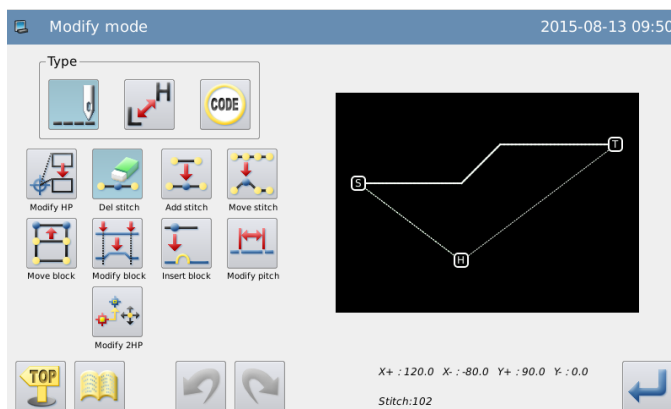 Modify mode 2015-08-13 09:50
Type
L H CODE
Modify HP Del stitch Add stitch Move stitch
Move block Modify block Insert block Modify pitch
Modify 2HP
T
S
H
TOP
X+ : 120.0 X- : -80.0 Y+ : 90.0 Y- : 0.0
Stitch:102